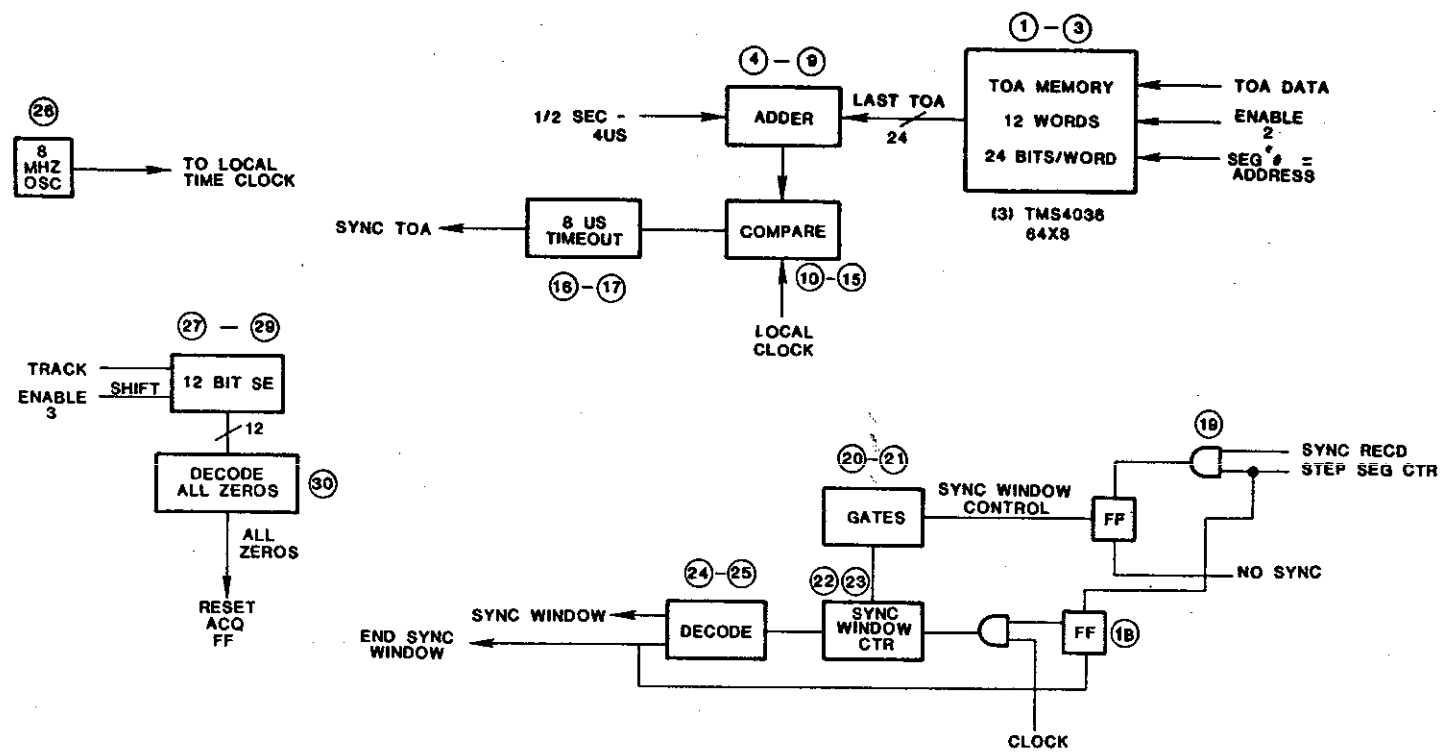 1 - 3
4 - 9
TOA MEMORY
12 WORDS
24 BITS/WORD
TOA DATA
ENABLE
2
SEG # =
ADDRESS
(3) TMS4036
64X8
LAST TOA
24
ADDER
1/2 SEC -
4US
26
8
MHZ
OSC
TO LOCAL
TIME CLOCK
SYNC TOA
8 US
TIMEOUT
COMPARE
16 - 17
10 - 15
LOCAL
CLOCK
27 - 29
TRACK
ENABLE
3
SHIFT
12 BIT SE
12
DECODE
ALL ZEROS
30
ALL
ZEROS
RESET
ACQ
FF
19
SYNC RECD
STEP SEG CTR
20 - 21
SYNC WINDOW
CONTROL
GATES
FF
NO SYNC
24 - 25
22 23
SYNC WINDOW
END SYNC
WINDOW
DECODE
SYNC
WINDOW
CTR
FF
1B
CLOCK